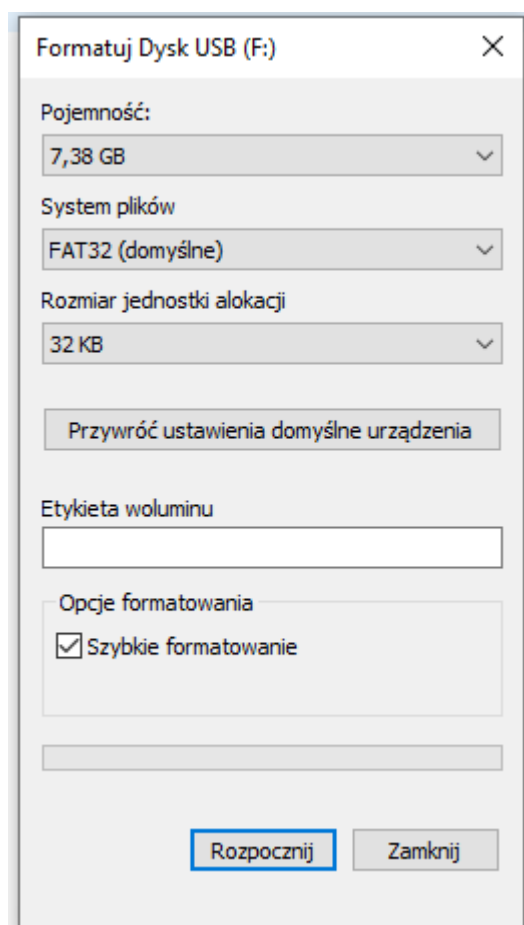 Formatuj Dysk USB (F:)
Pojemność:
7,38 GB
System plików
FAT32 (domyślne)
Rozmiar jednostki alokacji
32 KB
Przywróć ustawienia domyślne urządzenia
Etykieta woluminu
Opcje formatowania
Szybkie formatowanie
Rozpocznij Zamknij